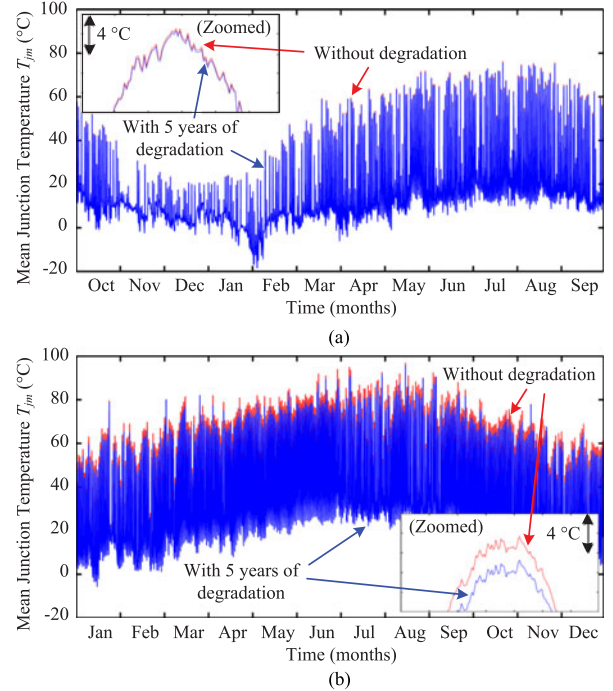 Mean Junction Temperature Tjm (°C)
100
80
60
40
20
0
-20
4 °C
(Zoomed)
Without degradation
With 5 years of
degradation
Oct Nov Dec Jan Feb Mar Apr May Jun Jul Aug Sep
Time (months)
(a)
Mean Junction Temperature Tjm (°C)
100
80
60
40
20
0
-20
Without degradation
(Zoomed)
4 °C
With 5 years of
degradation
Jan Feb Mar Apr May Jun Jul Aug Sep Oct Nov Dec
Time (months)
(b)